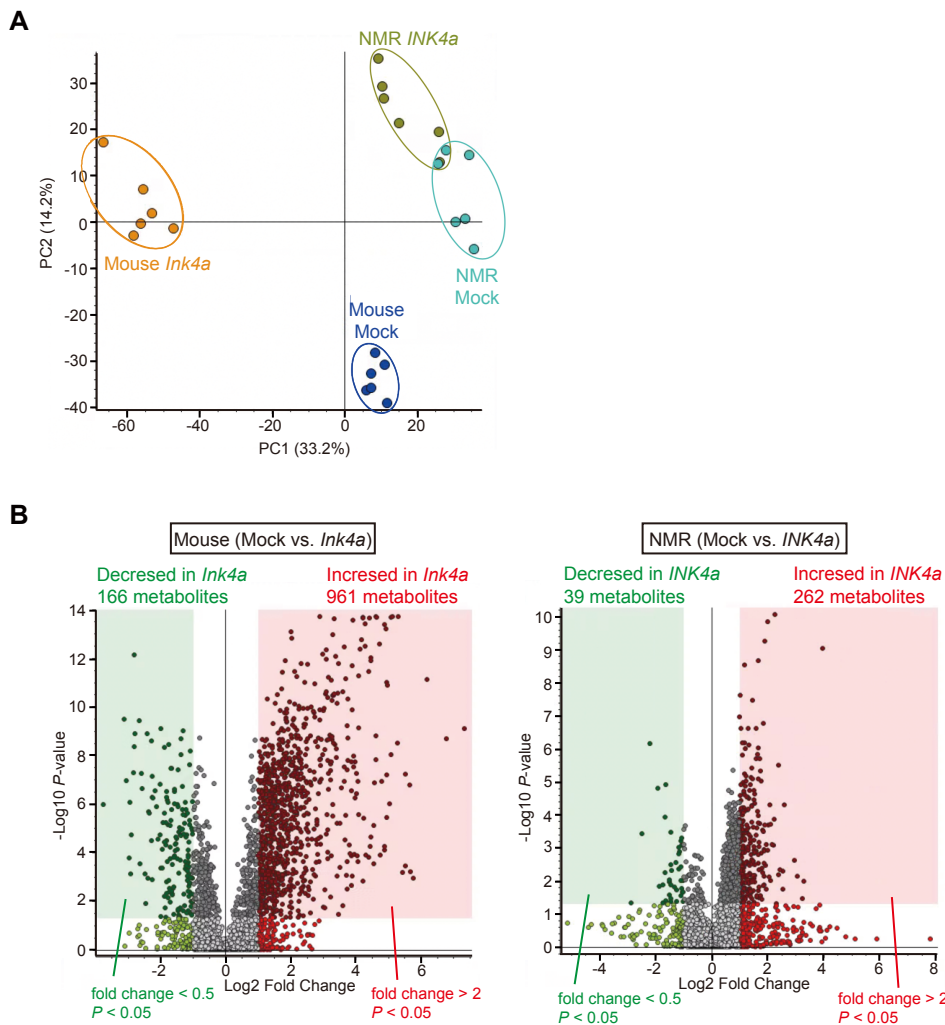 A
NMR INK4a
30
20
10
0
-10
-20
-30
-40
PC2 (14.2%)
Mouse Ink4a
NMR
Mock
Mouse
Mock
-60
-40
-20
0
20
PC1 (33.2%)
B
Mouse (Mock vs. Ink4a)
Decresed in Ink4a
166 metabolites
Incresed in Ink4a
961 metabolites
14
12
10
8
6
4
2
0
-Log10 P-value
-2
0
2
4
6
Log2 Fold Change
fold change < 0.5
P < 0.05
fold change > 2
P < 0.05
NMR (Mock vs. INK4a)
Decresed in INK4a
39 metabolites
Incresed in INK4a
262 metabolites
10
9
8
7
6
5
4
3
2
1
0
-Log10 P-value
-4
-2
0
2
4
6
8
Log2 Fold Change
fold change < 0.5
P < 0.05
fold change > 2
P < 0.05